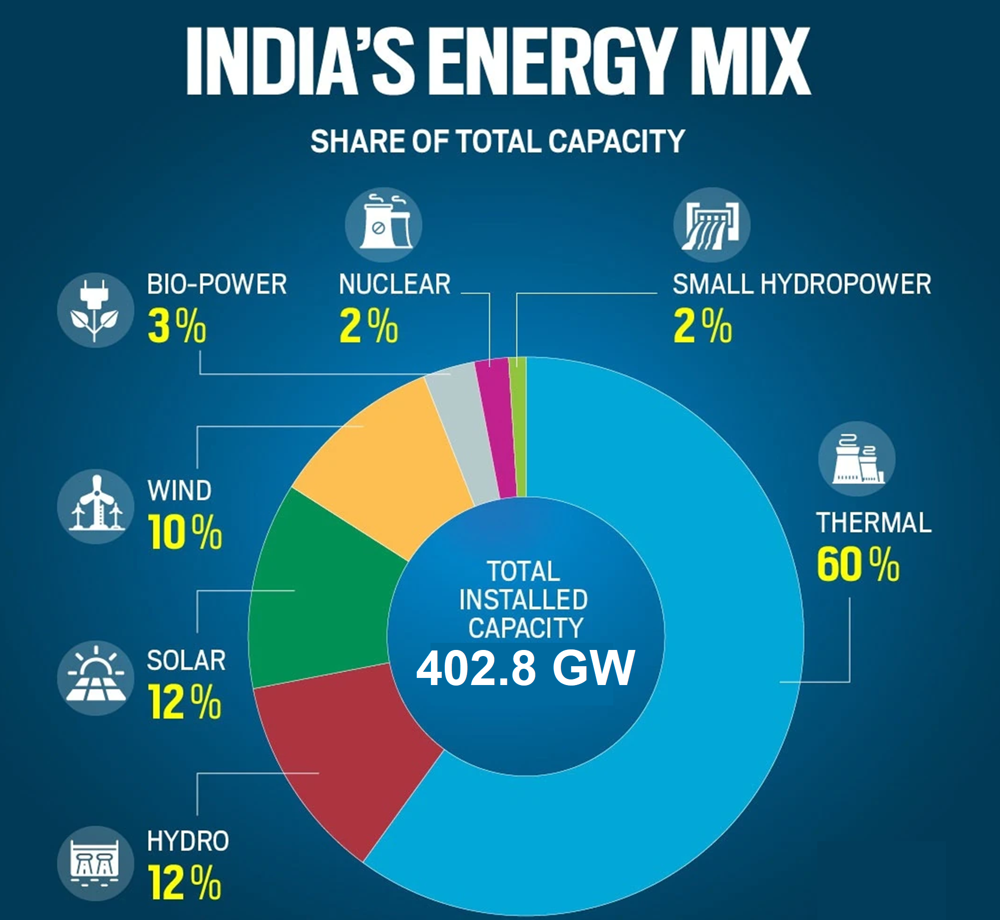 INDIA'S ENERGY MIX
SHARE OF TOTAL CAPACITY
BIO-POWER
3%
NUCLEAR
2%
SMALL HYDROPOWER
2%
WIND
10%
THERMAL
60%
TOTAL
INSTALLED
CAPACITY
402.8 GW
SOLAR
12%
HYDRO
12%